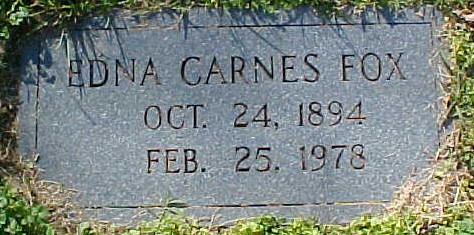 EDNA CARNES FOX
OCT. 24, 1894
FEB. 25. 1978